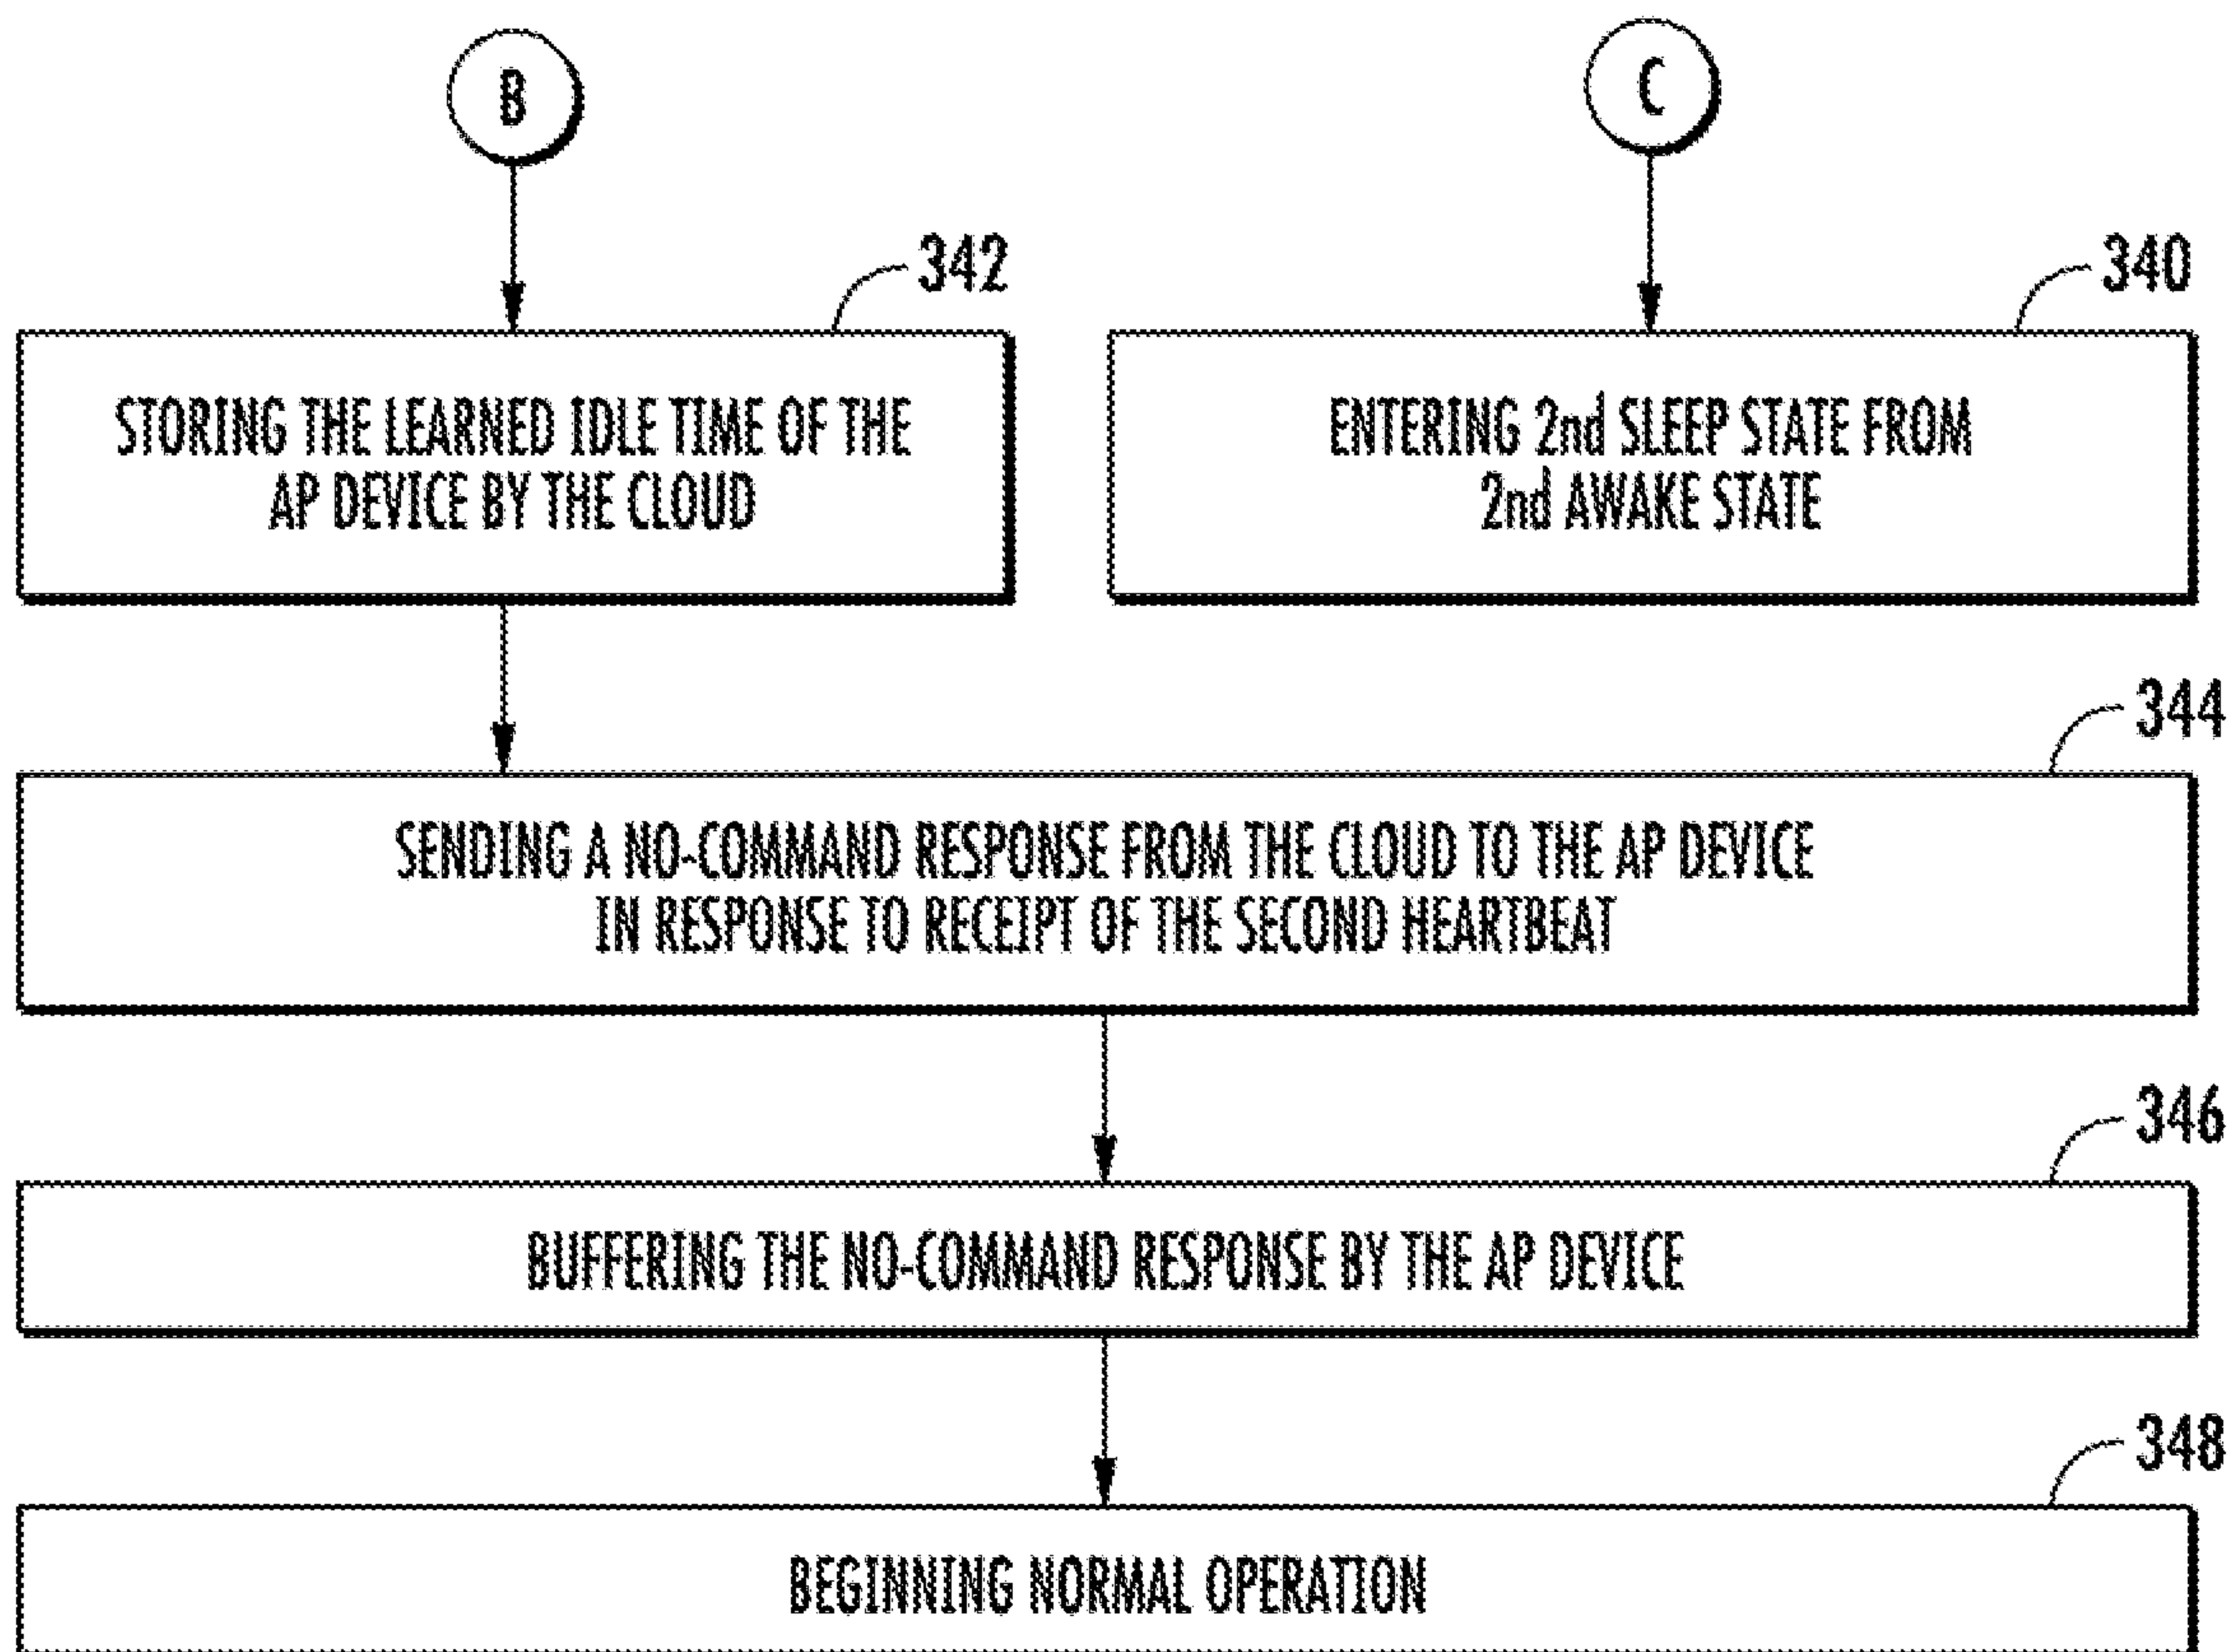 B
C
342
340
STORING THE LEARNED IDLE TIME OF THE
AP DEVICE BY THE CLOUD
ENTERING 2nd SLEEP STATE FROM
2nd AWAKE STATE
344
SENDING A NO-COMMAND RESPONSE FROM THE CLOUD TO THE AP DEVICE
IN RESPONSE TO RECEIPT OF THE SECOND HEARTBEAT
346
BUFFERING THE NO-COMMAND RESPONSE BY THE AP DEVICE
348
BEGINNING NORMAL OPERATION